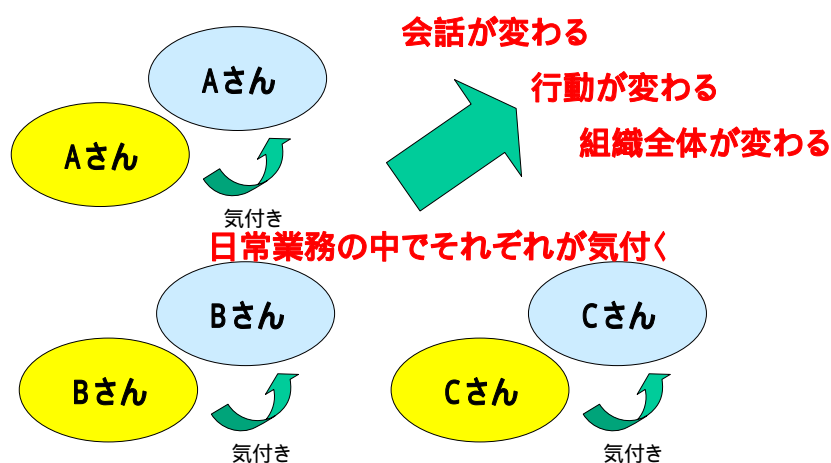 会話が変わる
行動が変わる
組織全体が変わる
Aさん
Aさん
気付き
日常業務の中でそれぞれが気付く
Bさん
Bさん
気付き
Cさん
Cさん
気付き